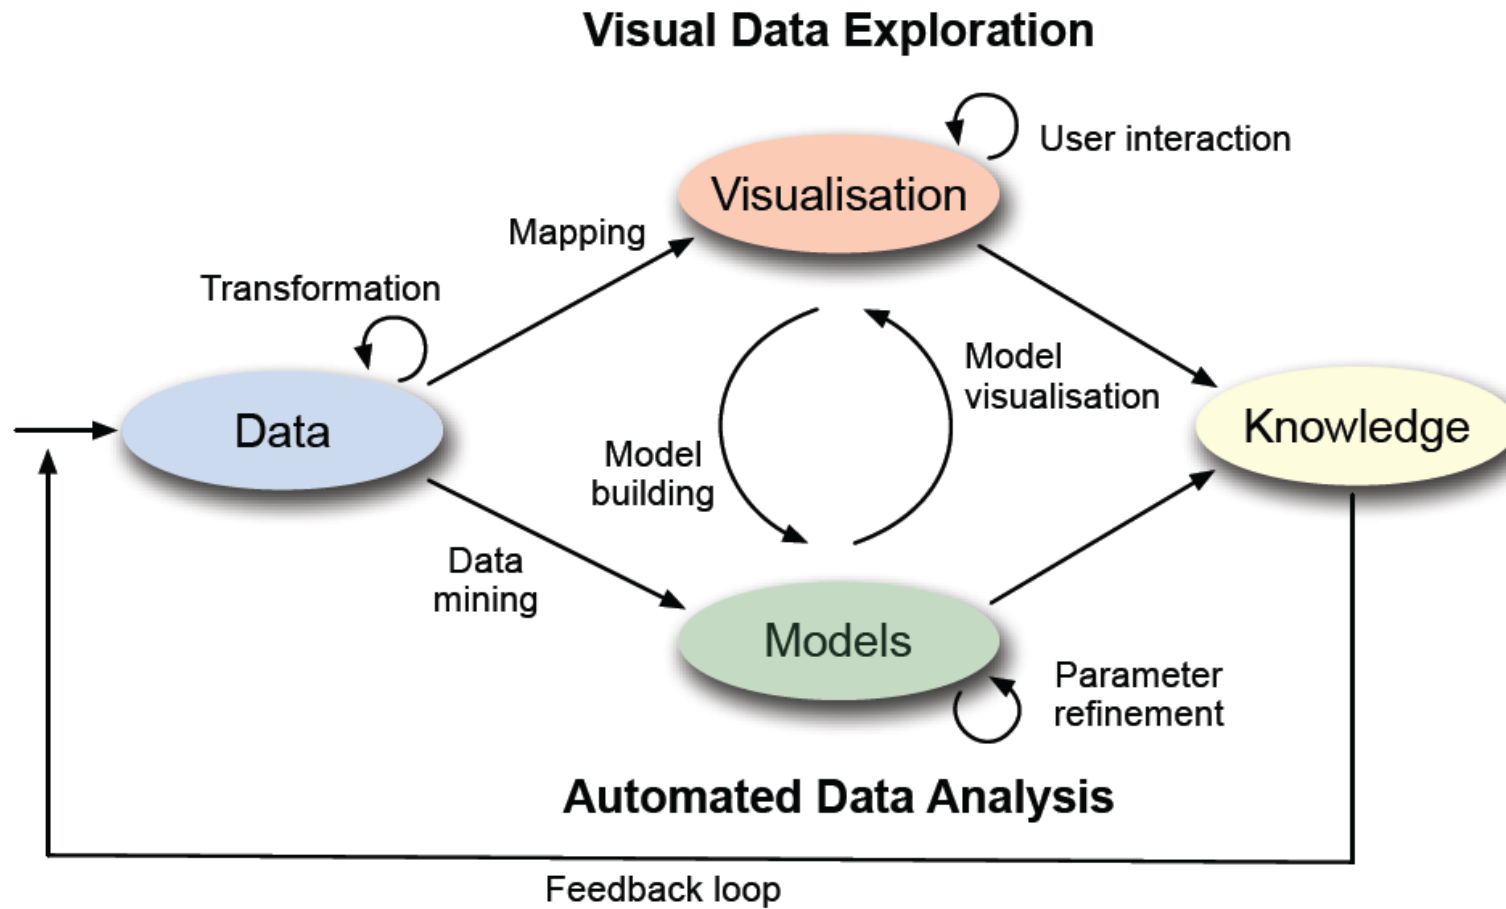 Visual Data Exploration
User interaction
Visualisation
Mapping
Transformation
Model
visualisation
Data
Knowledge
Model
building
Data
mining
Models
Parameter
refinement
Automated Data Analysis
Feedback loop